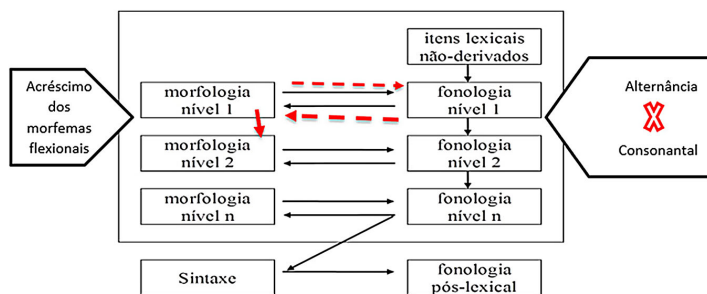 itens lexicais
não-derivados
Acréscimo
dos
morfemas
flexionais
morfologia
nível 1
fonologia
nível 1
Alternância
Consonantal
morfologia
nível 2
fonologia
nível 2
morfologia
nível n
fonologia
nível n
Sintaxe
fonologia
pós-lexical